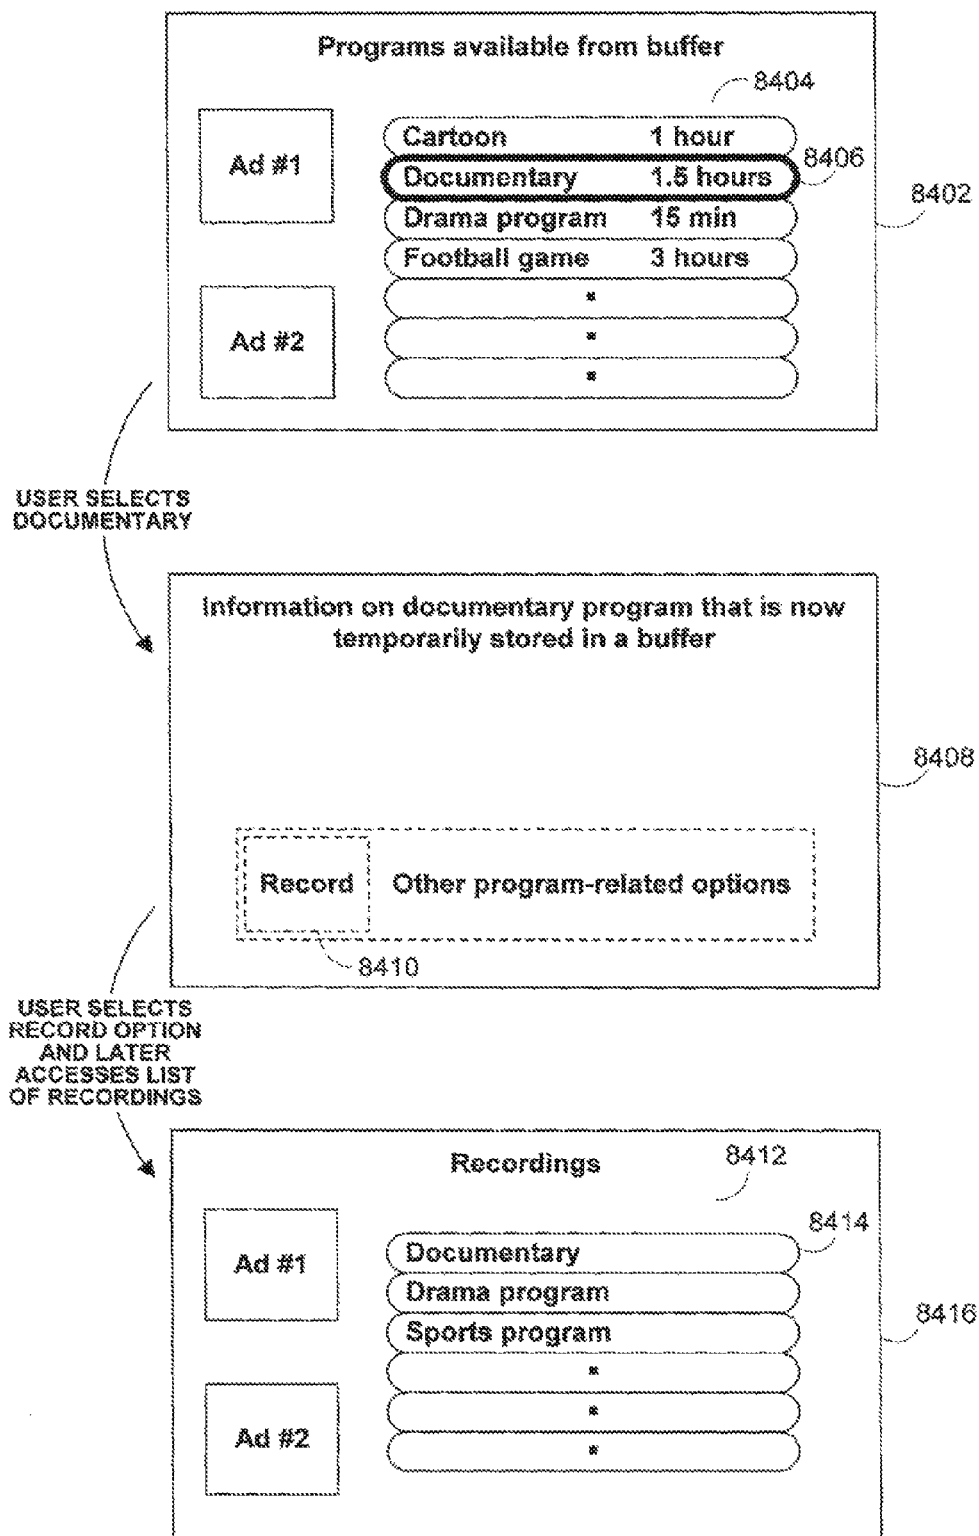 Programs available from buffer
8404
Ad #1
Cartoon 1 hour
Documentary 1.5 hours
8406
8402
Drama program 15 min
Football game 3 hours
Ad #2
USER SELECTS
DOCUMENTARY
Information on documentary program that is now
temporarily stored in a buffer
8408
Record
Other program-related options
8410
USER SELECTS
RECORD OPTION
AND LATER
ACCESSES LIST
OF RECORDINGS
Recordings
8412
8414
Ad #1
Documentary
Drama program
Sports program
8416
Ad #2